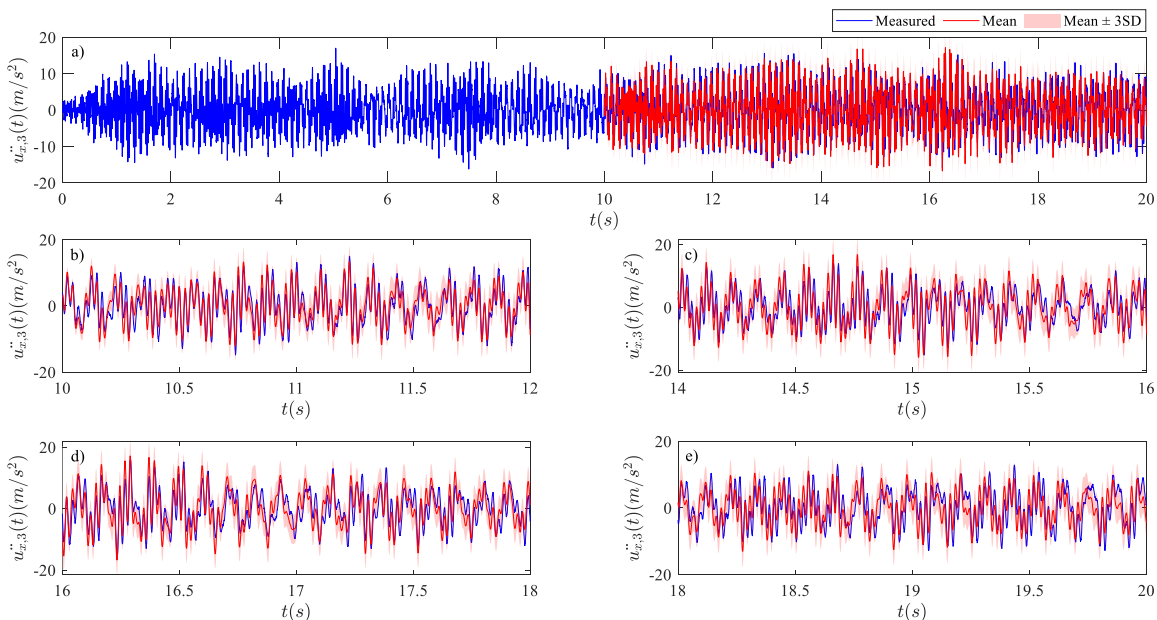 Measured Mean Mean ± 3SD
a)
20
10
0
-10
-20
ü_{x,3}(t)(m/s²)
0 2 4 6 8 10 12 14 16 18 20
t(s)
b)
20
0
-20
ü_{x,3}(t)(m/s²)
10 10.5 11 11.5 12
t(s)
c)
20
0
-20
ü_{x,3}(t)(m/s²)
14 14.5 15 15.5 16
t(s)
d)
20
0
-20
ü_{x,3}(t)(m/s²)
16 16.5 17 17.5 18
t(s)
e)
20
0
-20
ü_{x,3}(t)(m/s²)
18 18.5 19 19.5 20
t(s)